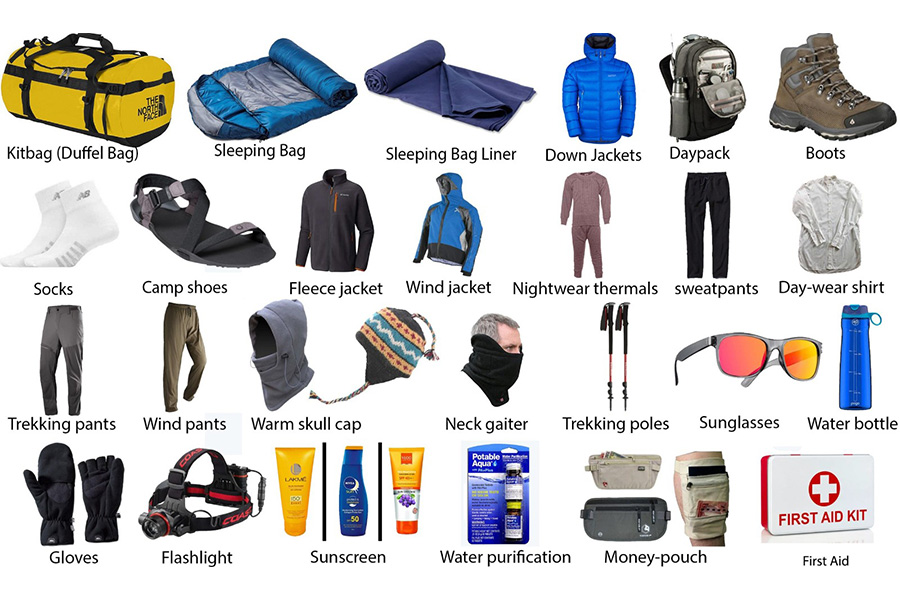 THE
NORTH
FACE
Kitbag (Duffel Bag)
Sleeping Bag
Sleeping Bag Liner
Down Jackets
Daypack
Boots
Socks
Camp shoes
Fleece jacket
Wind jacket
Nightwear thermals
sweatpants
Day-wear shirt
Trekking pants
Wind pants
Warm skull cap
Neck gaiter
Trekking poles
Sunglasses
Water bottle
COAST
LAKMÉ
NIVEA
SUN
50
Potable
Aqua
FIRST AID KIT
Gloves
Flashlight
Sunscreen
Water purification
Money-pouch
First Aid